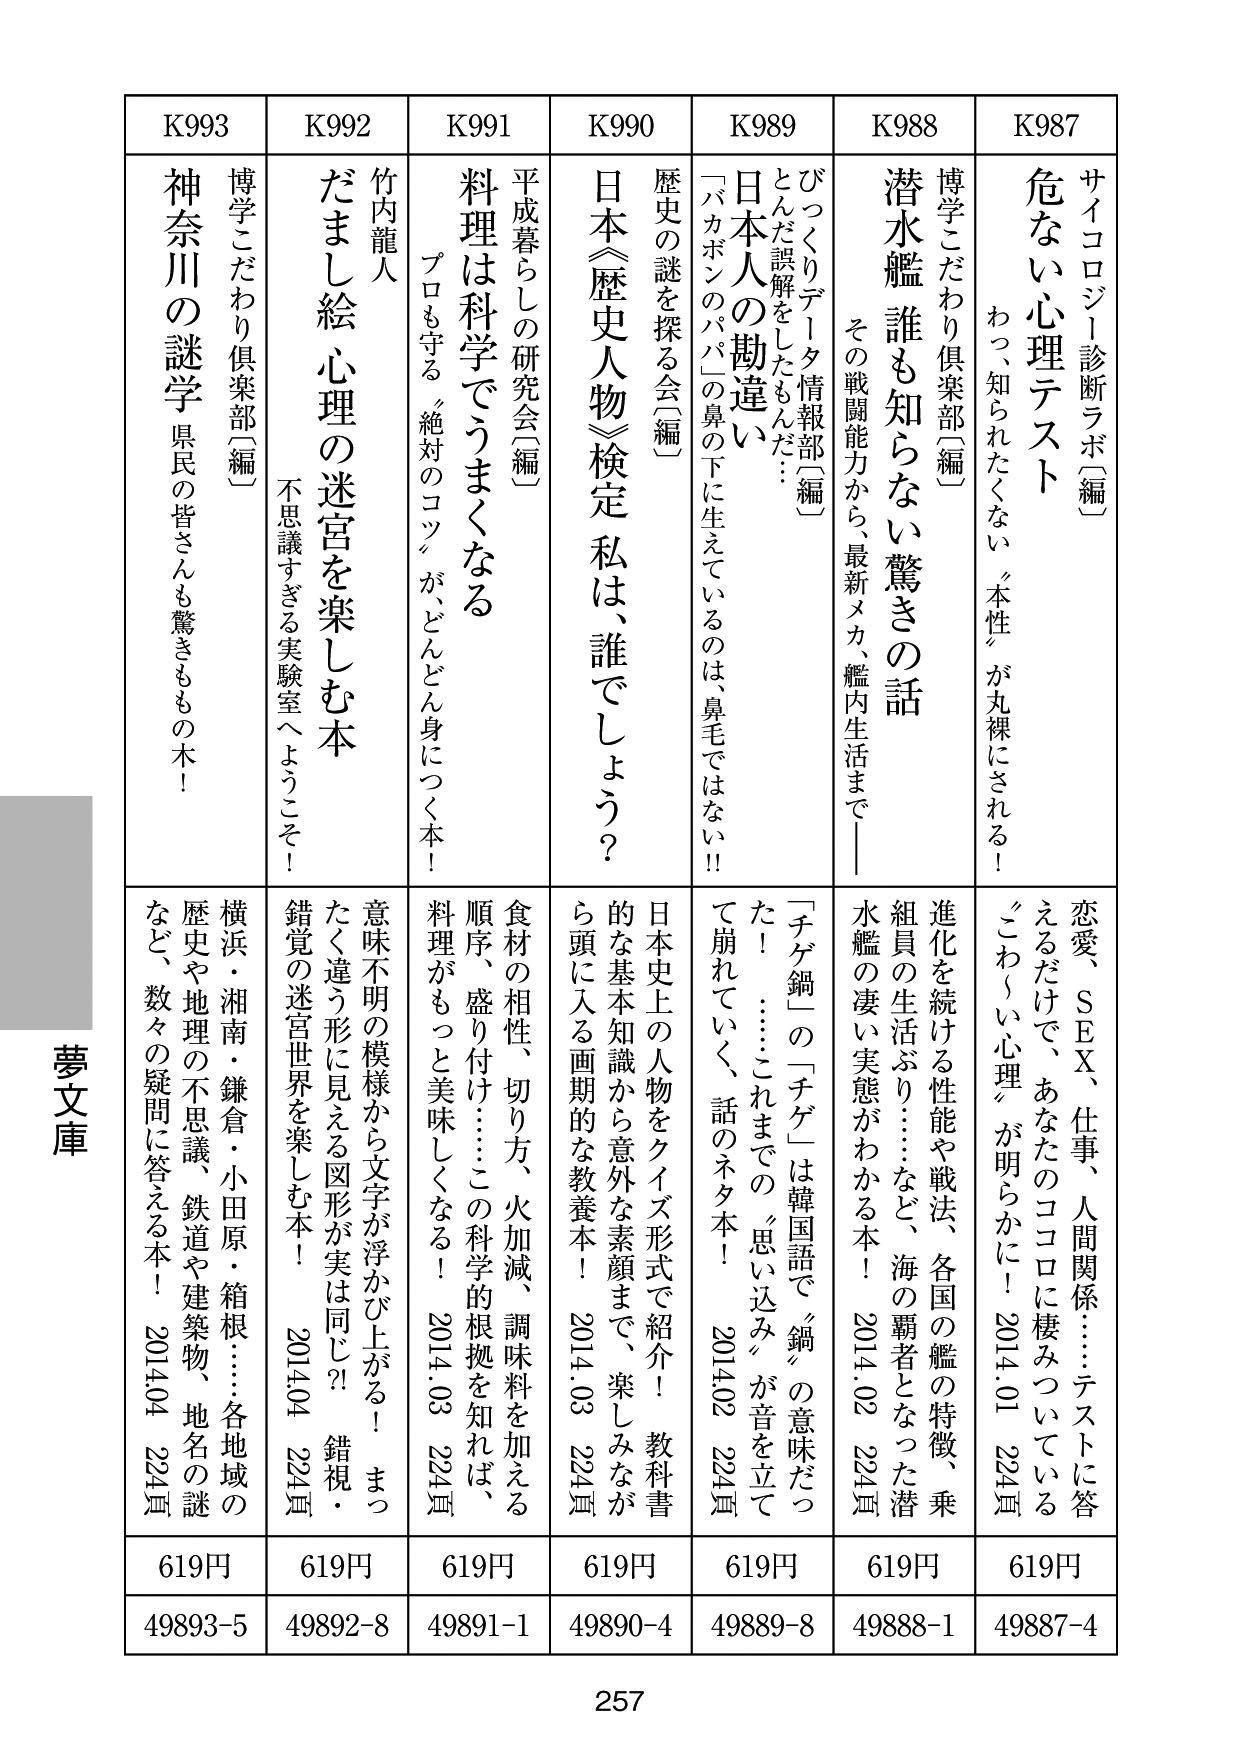 K987
サイコロジー診断ラボ〔編〕
危ない心理テスト
わっ、知られたくない〝本性〟が丸裸にされる！
恋愛、ＳＥＸ、仕事、人間関係……テストに答
えるだけで、あなたのココロに棲みついている
〝こわ〜い心理〟が明らかに！ 2014.01 224頁
619円
49887-4
K988
博学こだわり倶楽部〔編〕
潜水艦 誰も知らない驚きの話
その戦闘能力から、最新メカ、艦内生活まで――
進化を続ける性能や戦法、各国の艦の特徴、乗
組員の生活ぶり……など、海の覇者となった潜
水艦の凄い実態がわかる本！ 2014.02 224頁
619円
49888-1
K989
びっくりデータ情報部〔編〕
とんだ誤解をしたもんだ…
日本人の勘違い
「バカボンのパパ」の鼻の下に生えているのは、鼻毛ではない!!
「チゲ鍋」の「チゲ」は韓国語で〝鍋〟の意味だっ
た！ ……これまでの〝思い込み〟が音を立て
て崩れていく、話のネタ本！ 2014.02 224頁
619円
49889-8
K990
歴史の謎を探る会〔編〕
日本《歴史人物》検定 私は、誰でしょう？
日本史上の人物をクイズ形式で紹介！ 教科書
的な基本知識から意外な素顔まで、楽しみなが
ら頭に入る画期的な教養本！ 2014.03 224頁
619円
49890-4
K991
平成暮らしの研究会〔編〕
料理は科学でうまくなる
プロも守る〝絶対のコツ〟が、どんどん身につく本！
食材の相性、切り方、火加減、調味料を加える
順序、盛り付け……この科学的根拠を知れば、
料理がもっと美味しくなる！ 2014.03 224頁
619円
49891-1
K992
竹内龍人
だまし絵 心理の迷宮を楽しむ本
不思議すぎる実験室へようこそ！
意味不明の模様から文字が浮かび上がる！ まっ
たく違う形に見える図形が実は同じ?! 錯視・
錯覚の迷宮世界を楽しむ本！ 2014.04 224頁
619円
49892-8
K993
博学こだわり倶楽部〔編〕
神奈川の謎学 県民の皆さんも驚きももの木！
横浜・湘南・鎌倉・小田原・箱根……各地域の
歴史や地理の不思議、鉄道や建築物、地名の謎
など、数々の疑問に答える本！ 2014.04 224頁
619円
49893-5
夢文庫
257